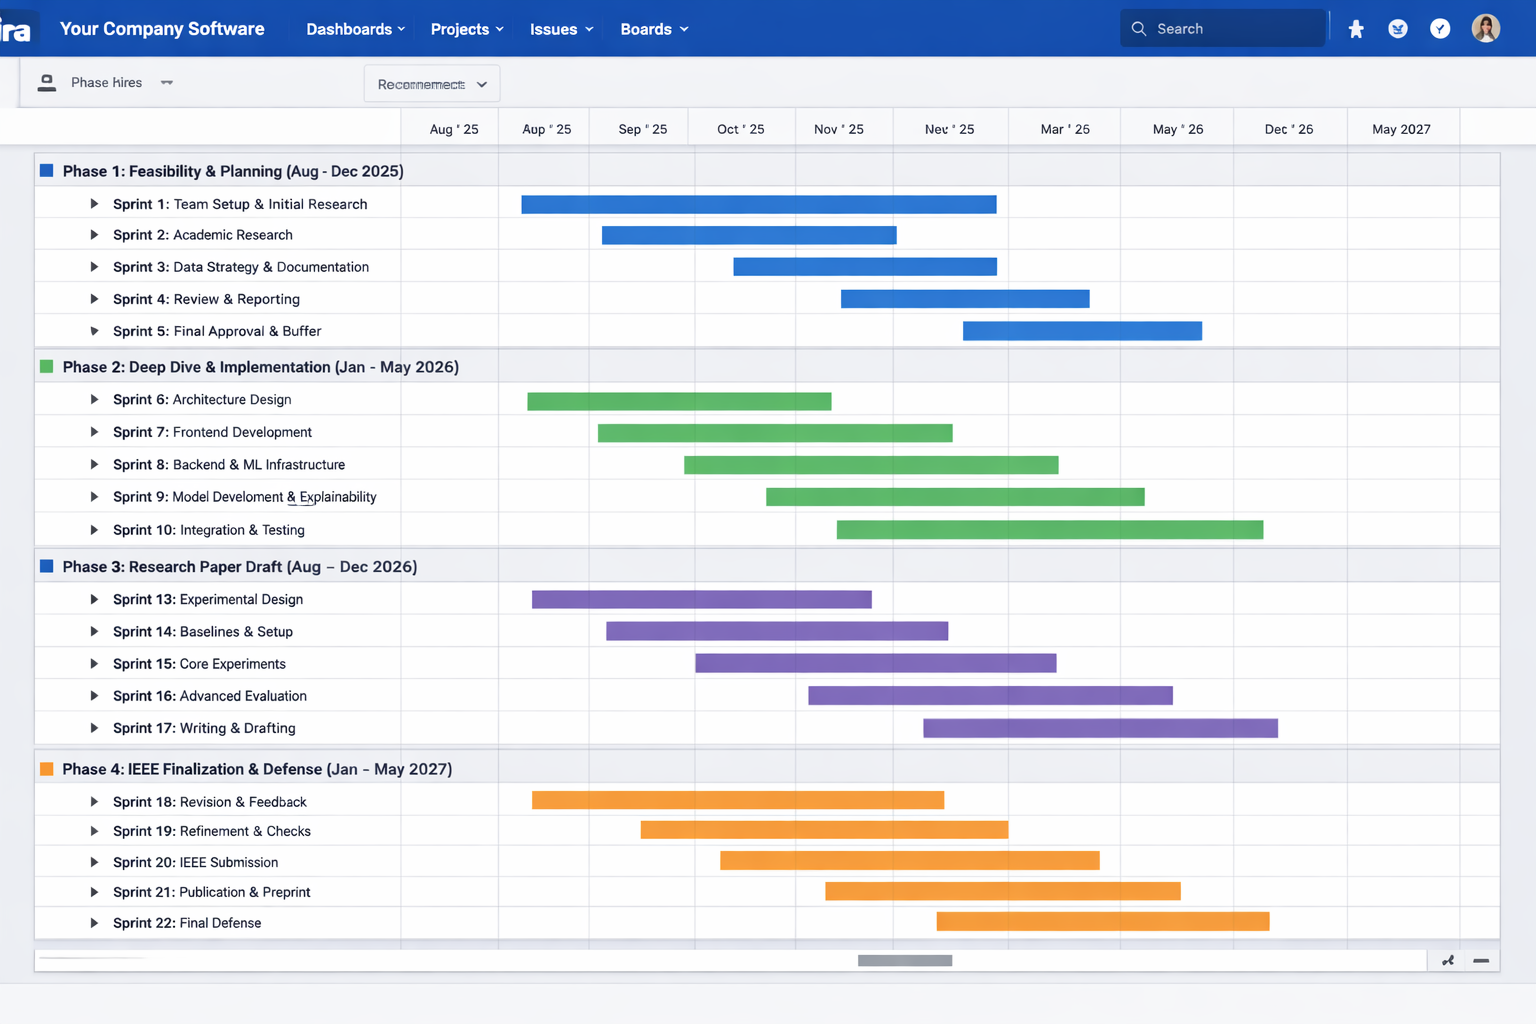 ira Your Company Software Dashboards Projects Issues Boards Search
Phase hires
Aug ' 25 Aup ' 25 Sep ' 25 Oct ' 25 Nov ' 25 Nev ' 25 Mar ' 25 May ' 26 Det ' 26 May 2027
Phase 1: Feasibility & Planning (Aug - Dec 2025)
Sprint 1: Team Setup & Initial Research
Sprint 2: Academic Research
Sprint 3: Data Strategy & Documentation
Sprint 4: Review & Reporting
Sprint 5: Final Approval & Buffer
Phase 2: Deep Dive & Implementation (Jan - May 2026)
Sprint 6: Architecture Design
Sprint 7: Frontend Development
Sprint 8: Backend & ML Infrastructure
Sprint 9: Model Develoment & Explainability
Sprint 10: Integration & Testing
Phase 3: Research Paper Draft (Aug – Dec 2026)
Sprint 13: Experimental Design
Sprint 14: Baselines & Setup
Sprint 15: Core Experiments
Sprint 16: Advanced Evaluation
Sprint 17: Writing & Drafting
Phase 4: IEEE Finalization & Defense (Jan - May 2027)
Sprint 18: Revision & Feedback
Sprint 19: Refinement & Checks
Sprint 20: IEEE Submission
Sprint 21: Publication & Preprint
Sprint 22: Final Defense